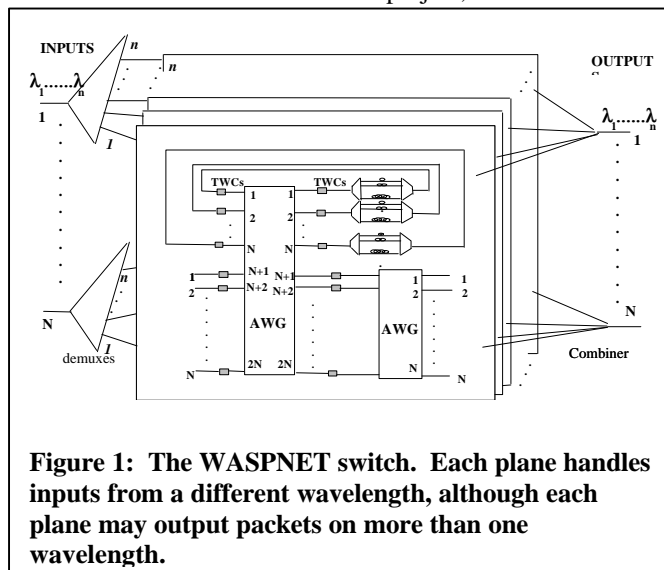 INPUTS
n
n
OUTPUT
S
λ1......λn
λ1......λn
1
1
1
TWCs
TWCs
1
1
2
2
N
N
1
N+1
N+1
1
1
2
N+2
N+2
2
2
AWG
AWG
n
N
N
demuxes
1
N
2N
2N
N
N
Combiner
Figure 1: The WASPNET switch. Each plane handles
inputs from a different wavelength, although each
plane may output packets on more than one
wavelength.